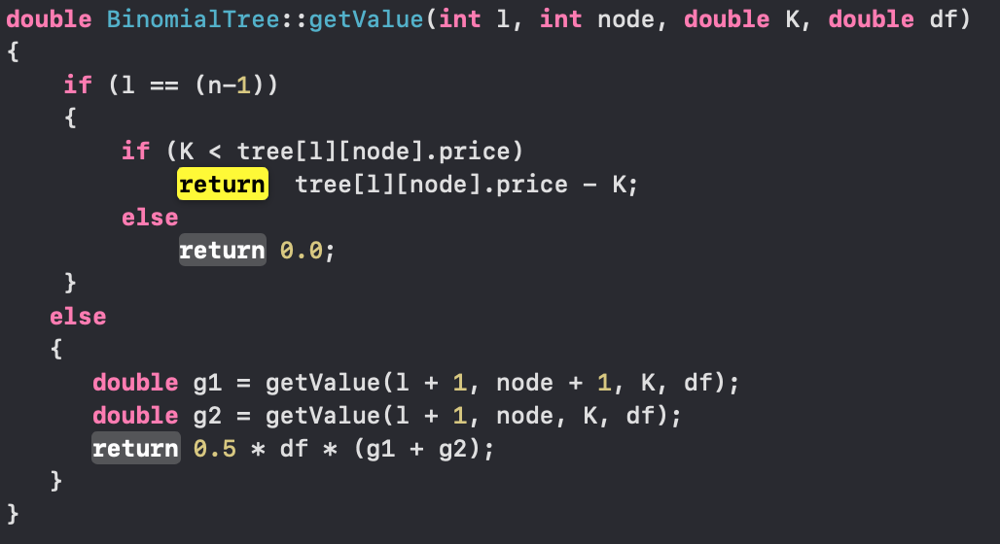 double BinomialTree::getValue(int l, int node, double K, double df)
{
    if (l == (n-1))
    {
        if (K < tree[l][node].price)
            return  tree[l][node].price - K;
        else
            return 0.0;
    }
   else
   {
      double g1 = getValue(l + 1, node + 1, K, df);
      double g2 = getValue(l + 1, node, K, df);
      return 0.5 * df * (g1 + g2);
   }
}